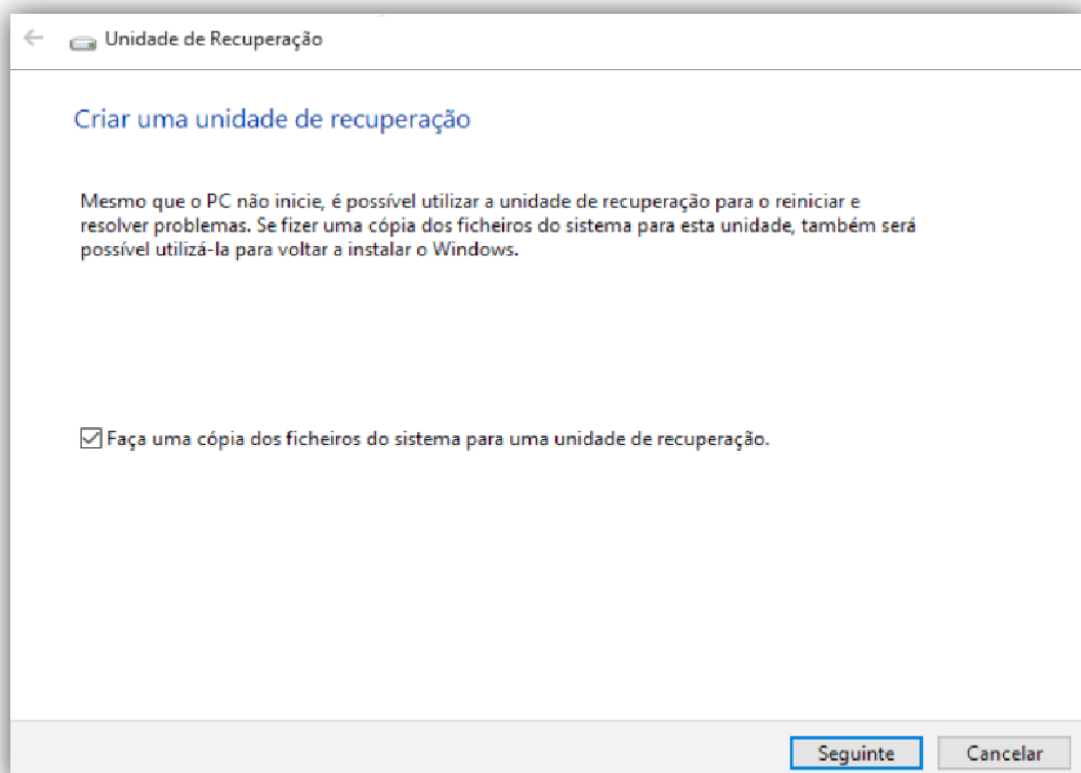 Unidade de Recuperação
Criar uma unidade de recuperação
Mesmo que o PC não inicie, é possível utilizar a unidade de recuperação para o reiniciar e
resolver problemas. Se fizer uma cópia dos ficheiros do sistema para esta unidade, também será
possível utilizá-la para voltar a instalar o Windows.
Faça uma cópia dos ficheiros do sistema para uma unidade de recuperação.
Seguinte Cancelar